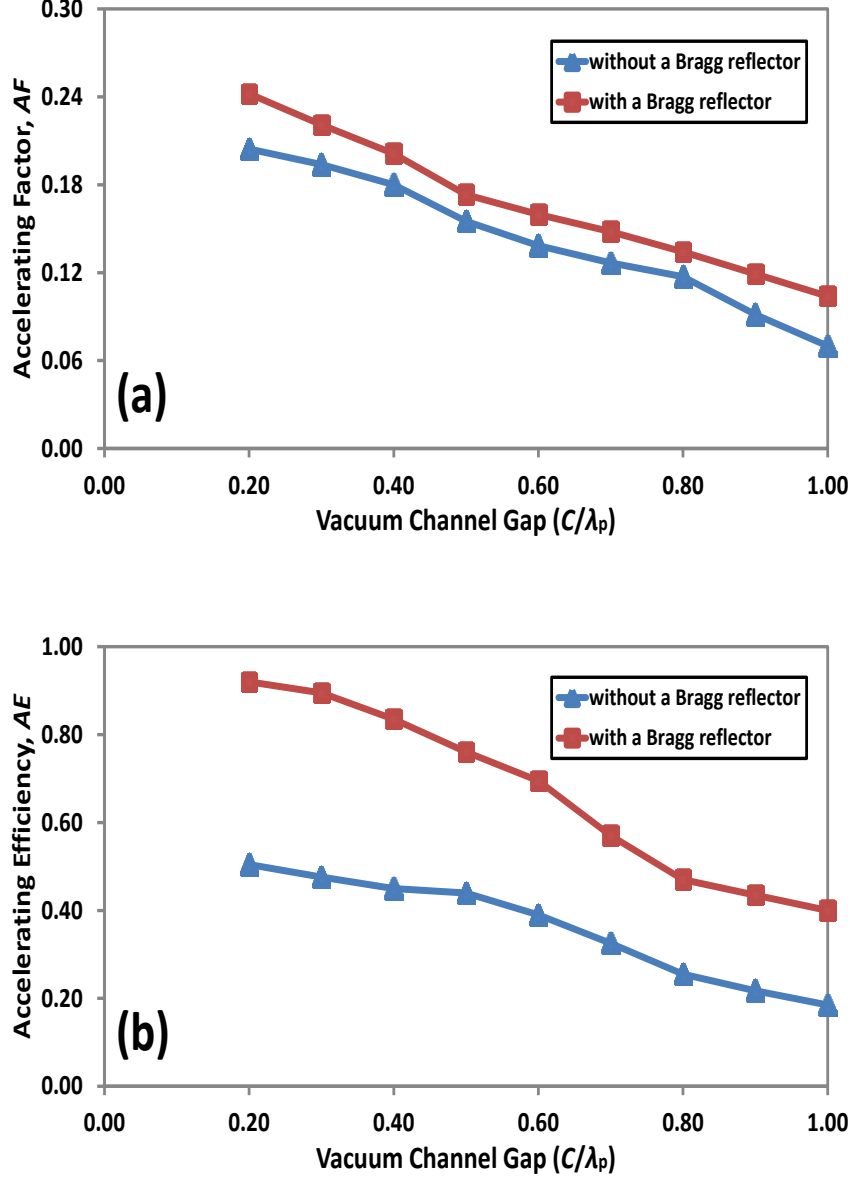 0.30
0.24
0.18
0.12
0.06
0.00
Accelerating Factor, AF
without a Bragg reflector
with a Bragg reflector
(a)
0.00 0.20 0.40 0.60 0.80 1.00
Vacuum Channel Gap (C/λp)
1.00
0.80
0.60
0.40
0.20
0.00
Accelerating Efficiency, AE
without a Bragg reflector
with a Bragg reflector
(b)
0.00 0.20 0.40 0.60 0.80 1.00
Vacuum Channel Gap (C/λp)